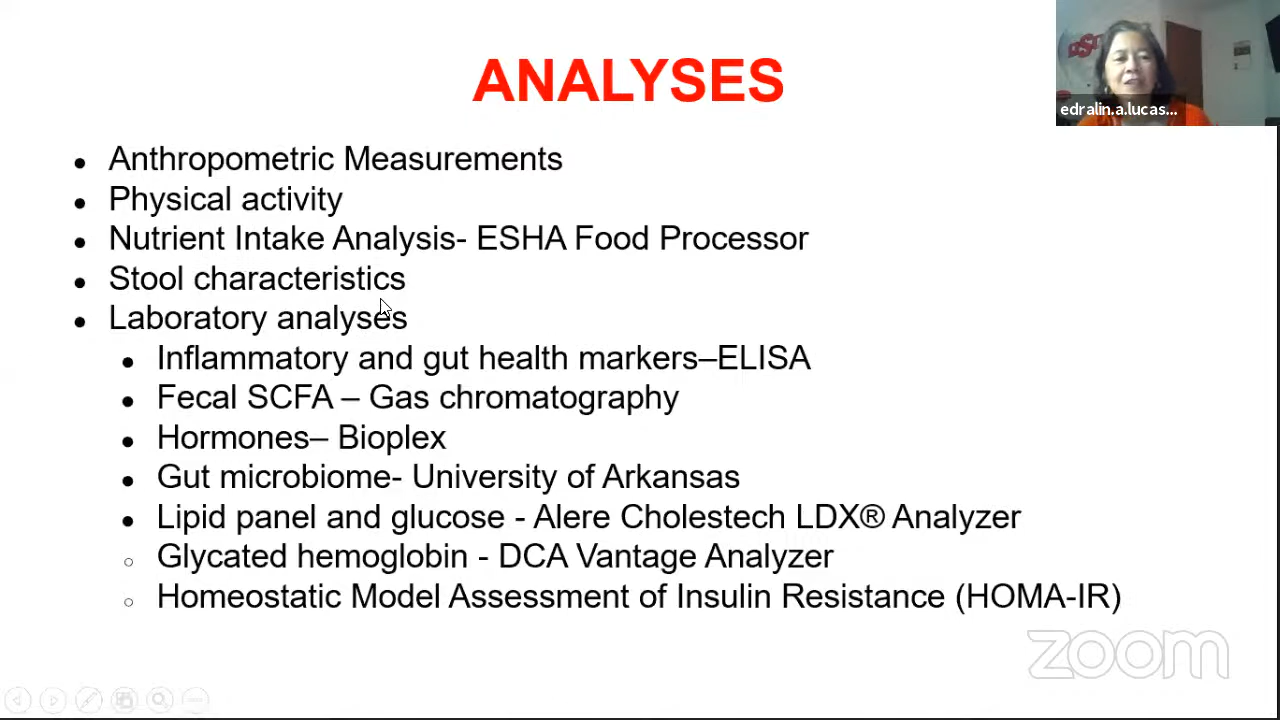 ANALYSES
edralin.a.lucas...
● Anthropometric Measurements
● Physical activity
● Nutrient Intake Analysis- ESHA Food Processor
● Stool characteristics
● Laboratory analyses
● Inflammatory and gut health markers–ELISA
● Fecal SCFA – Gas chromatography
● Hormones– Bioplex
● Gut microbiome- University of Arkansas
● Lipid panel and glucose - Alere Cholestech LDX® Analyzer
○ Glycated hemoglobin - DCA Vantage Analyzer
○ Homeostatic Model Assessment of Insulin Resistance (HOMA-IR)
zoom